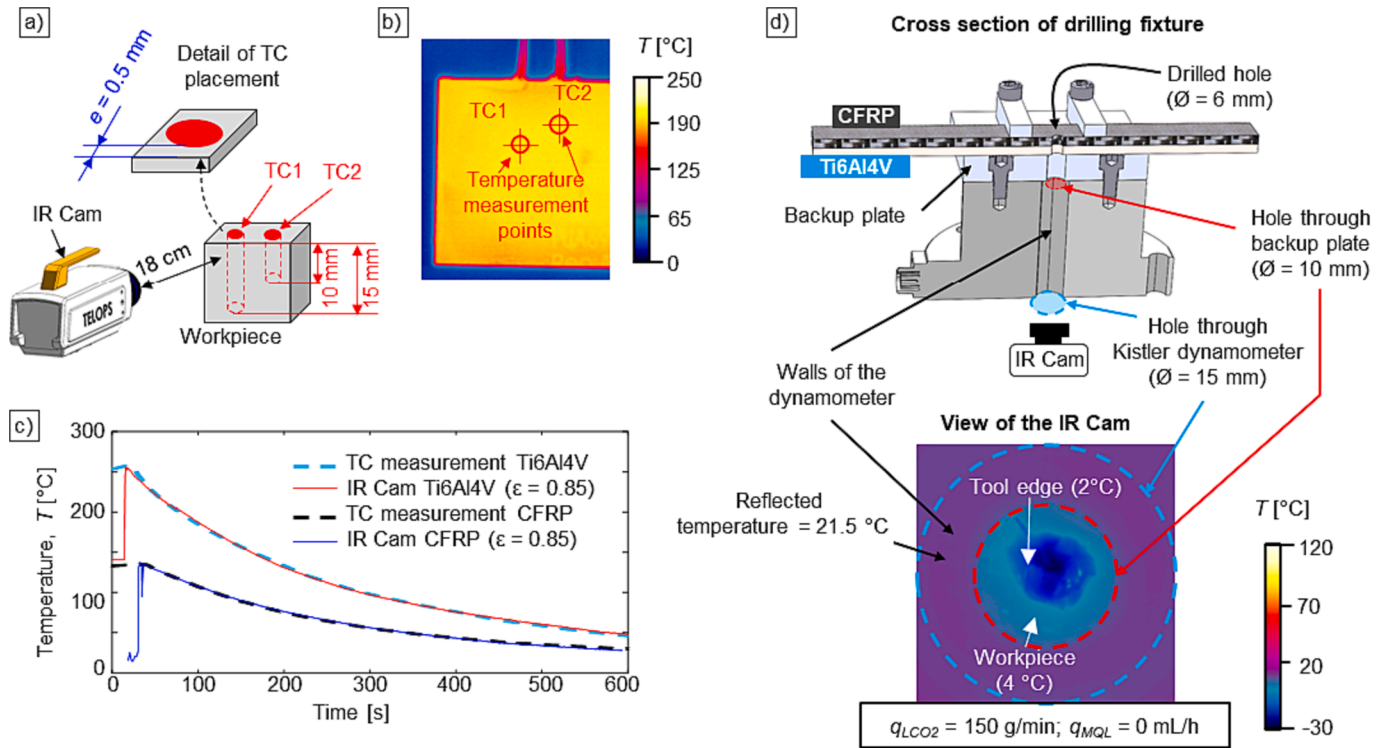 a)
Detail of TC
placement
e = 0.5 mm
TC1
TC2
IR Cam
18 cm
TELOPS
10 mm
15 mm
Workpiece
b)
TC1
TC2
Temperature
measurement
points
T [°C]
250
190
125
65
0
c)
300
200
100
0
Temperature, T [°C]
TC measurement Ti6Al4V
IR Cam Ti6Al4V (ε = 0.85)
TC measurement CFRP
IR Cam CFRP (ε = 0.85)
0
100
200
300
400
500
600
Time [s]
d)
Cross section of drilling fixture
Drilled hole
(Ø = 6 mm)
CFRP
Ti6Al4V
Backup plate
Hole through
backup plate
(Ø = 10 mm)
Hole through
Kistler dynamometer
(Ø = 15 mm)
IR Cam
Walls of the
dynamometer
View of the IR Cam
Tool edge (2°C)
Reflected
temperature = 21.5 °C
Workpiece
(4 °C)
T [°C]
120
70
20
-30
qLCO2 = 150 g/min; qMQL = 0 mL/h